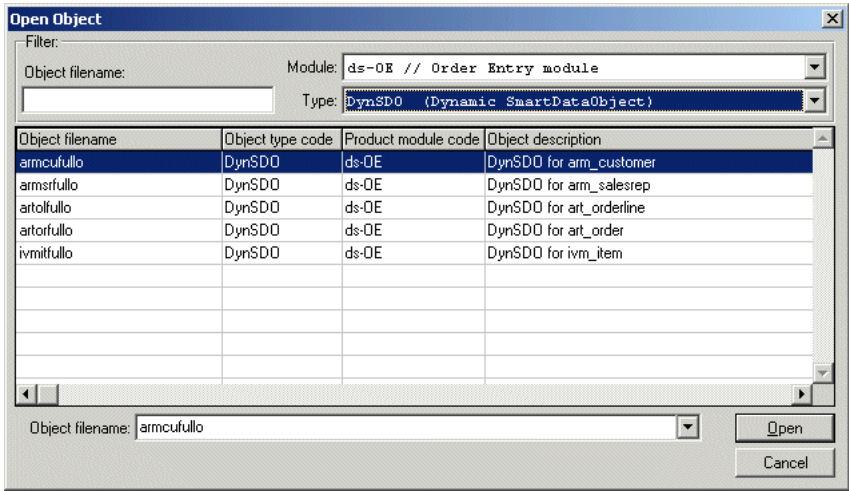 Open Object
Filter:
Object filename:
Module: ds-OE // Order Entry module
Type: DynSDO (Dynamic SmartDataObject)
Object filename Object type code Product module code Object description
armcufullo DynSDO ds-OE DynSDO for arm_customer
armsrfullo DynSDO ds-OE DynSDO for arm_salesrep
artolfullo DynSDO ds-OE DynSDO for art_orderline
artorfullo DynSDO ds-OE DynSDO for art_order
ivmitfullo DynSDO ds-OE DynSDO for ivm_item
Object filename: armcufullo
Open
Cancel